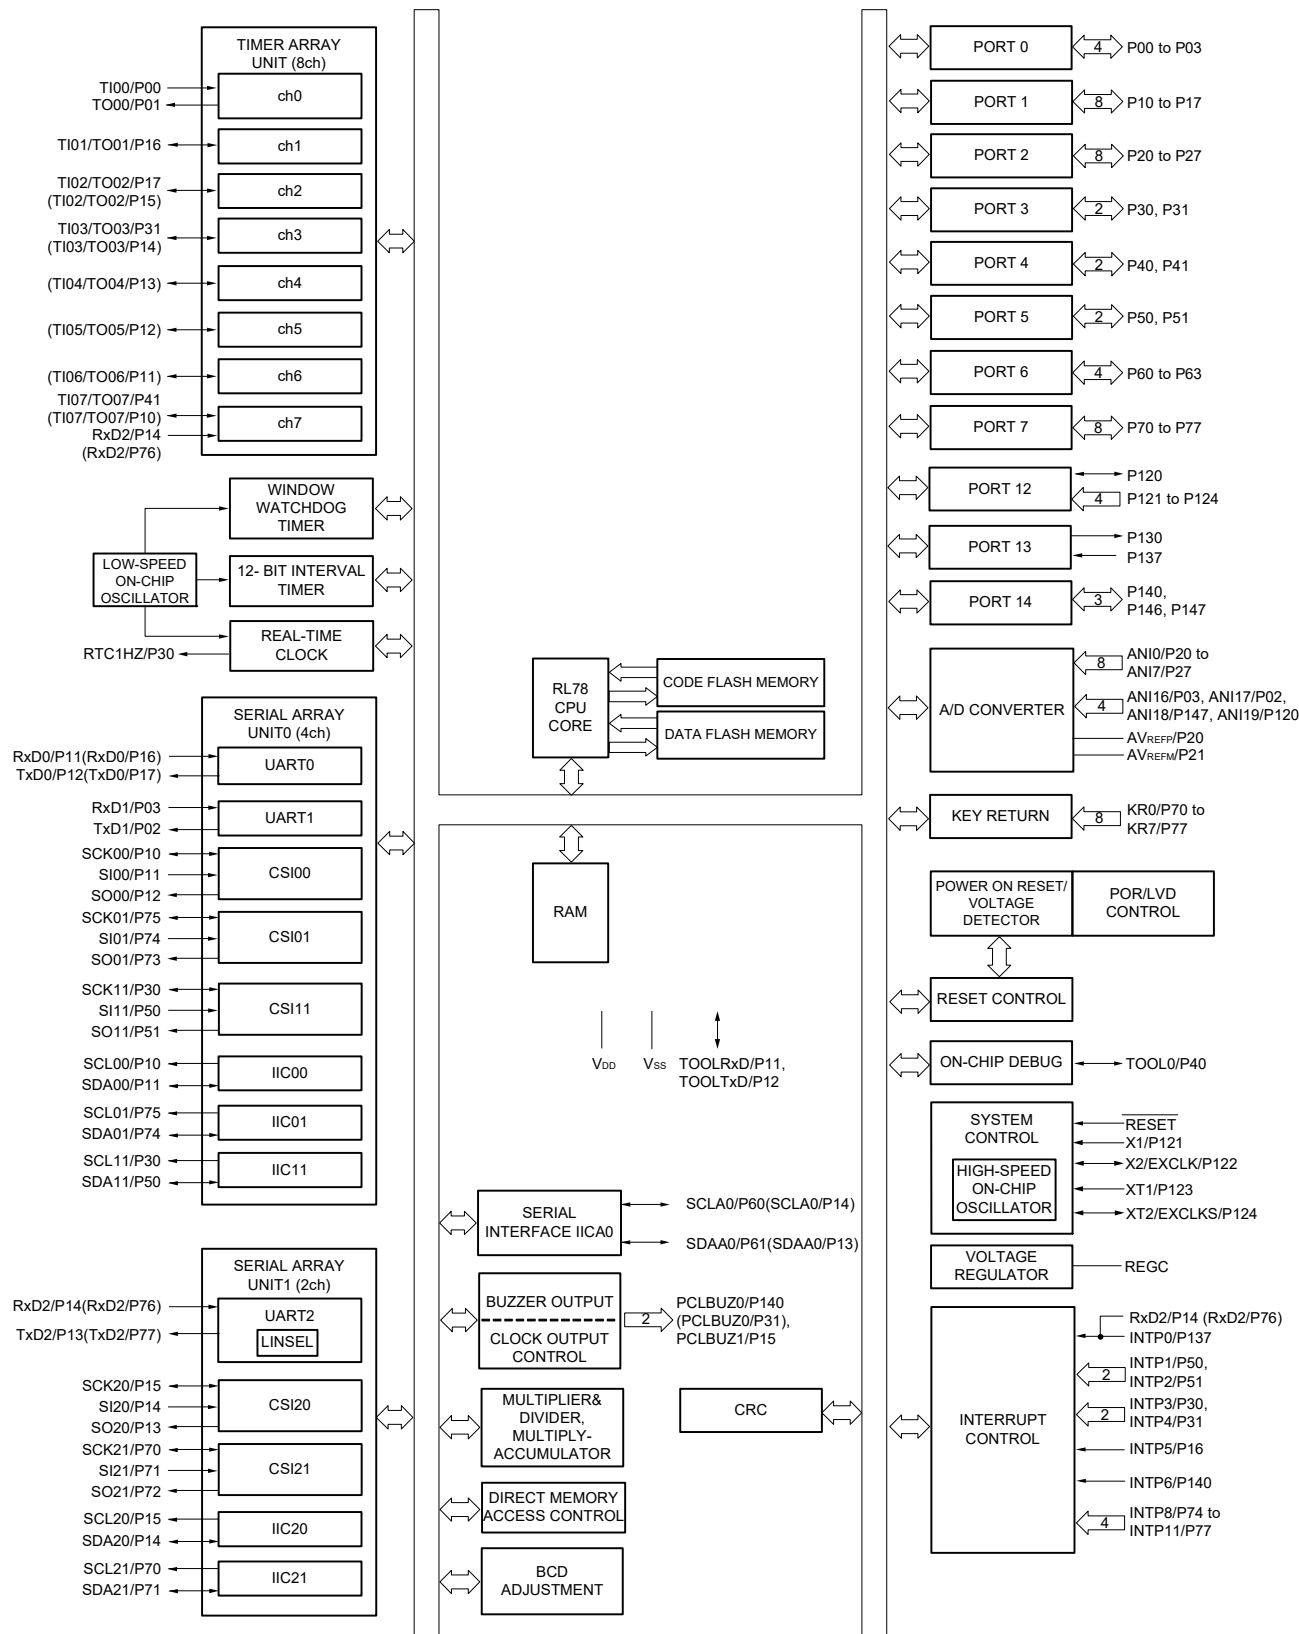 TIMER ARRAY
UNIT (8ch)
TI00/P00
TO00/P01
ch0
TI01/TO01/P16
ch1
TI02/TO02/P17
(TI02/TO02/P15)
ch2
TI03/TO03/P31
(TI03/TO03/P14)
ch3
(TI04/TO04/P13)
ch4
(TI05/TO05/P12)
ch5
(TI06/TO06/P11)
ch6
TI07/TO07/P41
(TI07/TO07/P10)
RxD2/P14
(RxD2/P76)
ch7
WINDOW
WATCHDOG
TIMER
LOW-SPEED
ON-CHIP
OSCILLATOR
12- BIT INTERVAL
TIMER
RTC1HZ/P30
REAL-TIME
CLOCK
SERIAL ARRAY
UNIT0 (4ch)
RxD0/P11(RxD0/P16)
TxD0/P12(TxD0/P17)
UART0
RxD1/P03
TxD1/P02
UART1
SCK00/P10
SI00/P11
SO00/P12
CSI00
SCK01/P75
SI01/P74
SO01/P73
CSI01
SCK11/P30
SI11/P50
SO11/P51
CSI11
SCL00/P10
SDA00/P11
IIC00
SCL01/P75
SDA01/P74
IIC01
SCL11/P30
SDA11/P50
IIC11
SERIAL ARRAY
UNIT1 (2ch)
RxD2/P14(RxD2/P76)
TxD2/P13(TxD2/P77)
UART2
LINSEL
SCK20/P15
SI20/P14
SO20/P13
CSI20
SCK21/P70
SI21/P71
SO21/P72
CSI21
SCL20/P15
SDA20/P14
IIC20
SCL21/P70
SDA21/P71
IIC21
RL78
CPU
CORE
CODE FLASH MEMORY
DATA FLASH MEMORY
RAM
VDD
VSS
TOOLRxD/P11,
TOOLTxD/P12
SERIAL
INTERFACE IICA0
SCLA0/P60(SCLA0/P14)
SDAA0/P61(SDAA0/P13)
BUZZER OUTPUT
CLOCK OUTPUT
CONTROL
2
PCLBUZ0/P140
(PCLBUZ0/P31),
PCLBUZ1/P15
MULTIPLIER&
DIVIDER,
MULTIPLY-
ACCUMULATOR
CRC
DIRECT MEMORY
ACCESS CONTROL
BCD
ADJUSTMENT
PORT 0
4
P00 to P03
PORT 1
8
P10 to P17
PORT 2
8
P20 to P27
PORT 3
2
P30, P31
PORT 4
2
P40, P41
PORT 5
2
P50, P51
PORT 6
4
P60 to P63
PORT 7
8
P70 to P77
PORT 12
P120
4
P121 to P124
PORT 13
P130
P137
PORT 14
3
P140,
P146, P147
A/D CONVERTER
8
ANI0/P20 to
ANI7/P27
4
ANI16/P03, ANI17/P02,
ANI18/P147, ANI19/P120
AVREFP/P20
AVREFM/P21
KEY RETURN
8
KR0/P70 to
KR7/P77
POWER ON RESET/
VOLTAGE
DETECTOR
POR/LVD
CONTROL
RESET CONTROL
ON-CHIP DEBUG
TOOL0/P40
SYSTEM
CONTROL
HIGH-SPEED
ON-CHIP
OSCILLATOR
RESET
X1/P121
X2/EXCLK/P122
XT1/P123
XT2/EXCLKS/P124
VOLTAGE
REGULATOR
REGC
INTERRUPT
CONTROL
RxD2/P14 (RxD2/P76)
INTP0/P137
2
INTP1/P50,
INTP2/P51
2
INTP3/P30,
INTP4/P31
INTP5/P16
INTP6/P140
4
INTP8/P74 to
INTP11/P77